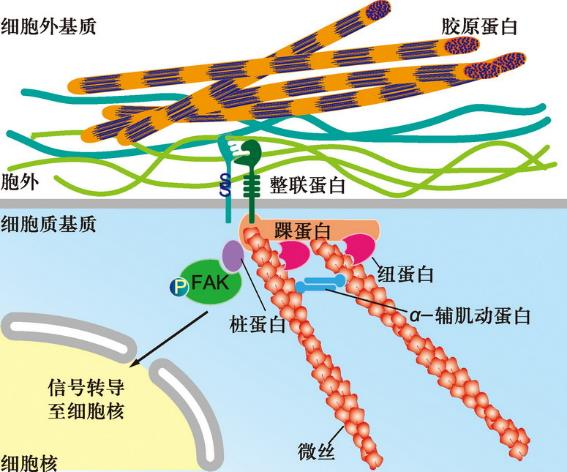 细胞外基质
胶原蛋白
胞外
整联蛋白
细胞质基质
踝蛋白
纽蛋白
P
FAK
桩蛋白
α-辅肌动蛋白
信号转导
至细胞核
微丝
细胞核